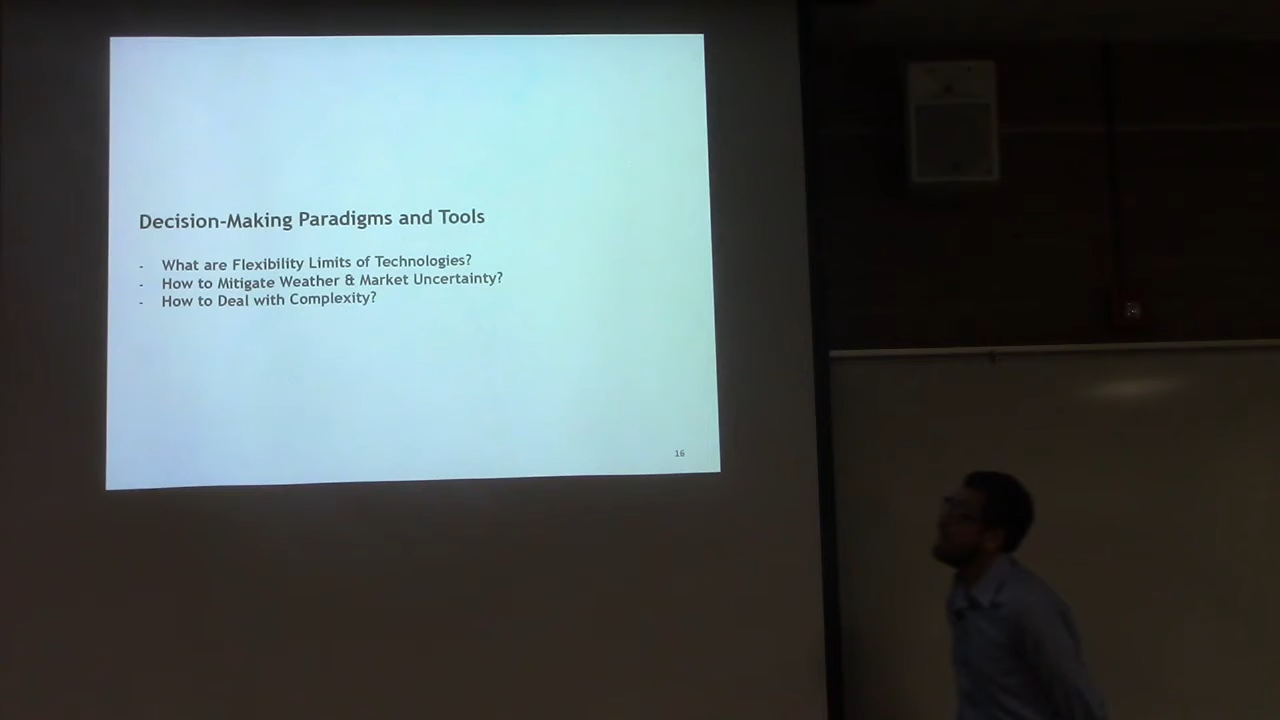 Decision-Making Paradigms and Tools
- What are Flexibility Limits of Technologies?
- How to Mitigate Weather & Market Uncertainty?
- How to Deal with Complexity?
16